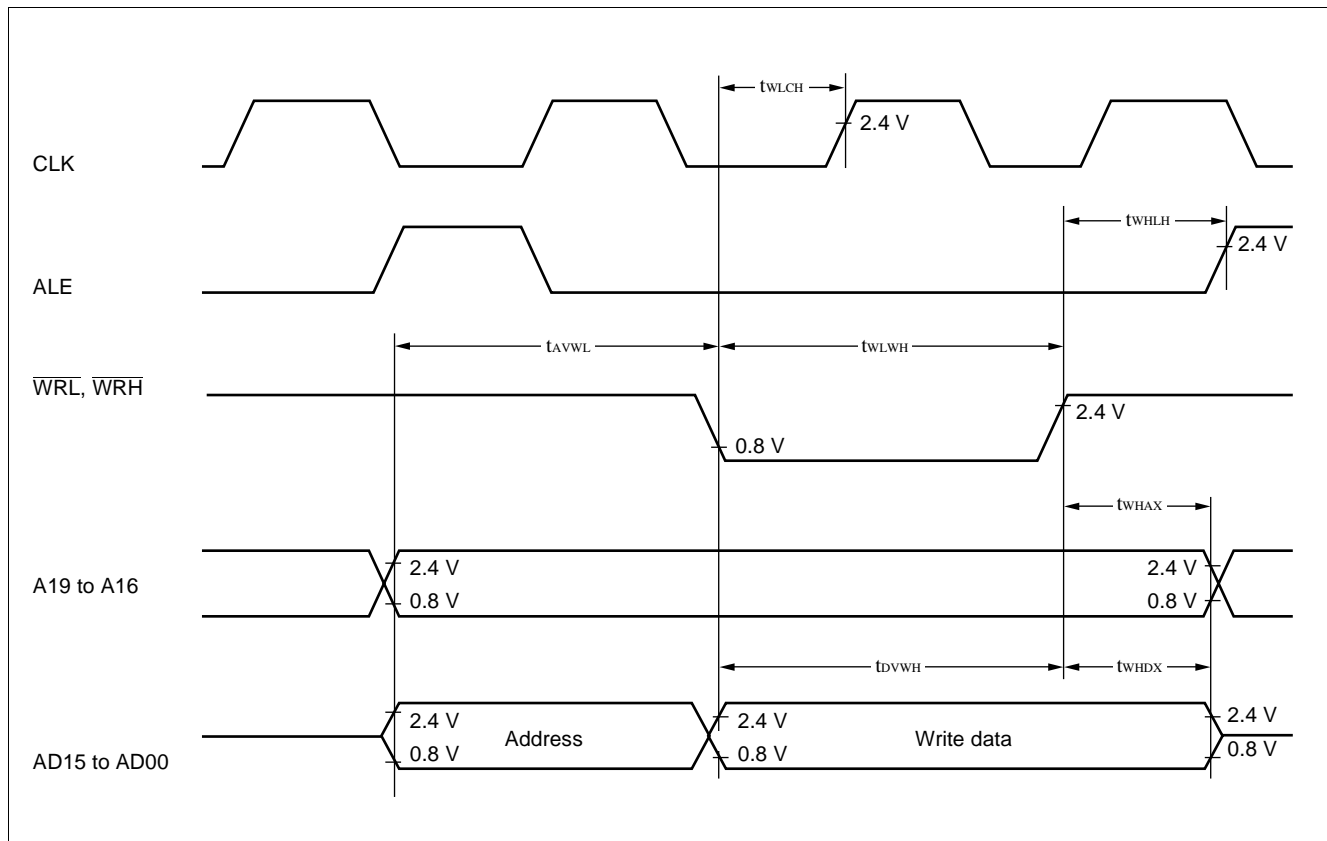 tWLCH
2.4 V
CLK
tWHLH
2.4 V
ALE
tAVWL
tWLWH
WRL, WRH
2.4 V
0.8 V
tWHAX
2.4 V
2.4 V
A19 to A16
0.8 V
0.8 V
tDVWH
tWHDX
2.4 V
Address
2.4 V
Write data
2.4 V
AD15 to AD00
0.8 V
0.8 V
0.8 V